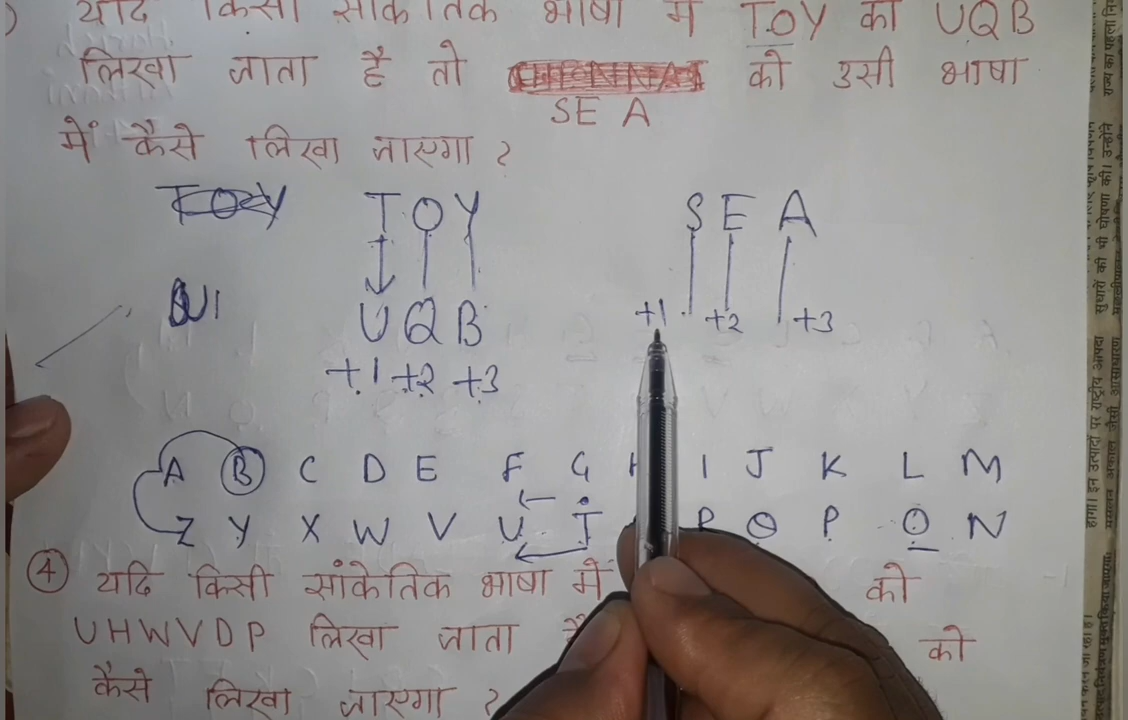 यदि किसी सांकेतिक भाषा में TOY को UQB
लिखा जाता है तो को उसी भाषा
SEA
में कैसे लिखा जाएगा ?
TOY TOY SEA
UQB
+1 +2 +3
+1 +2 +3
A B C D E F G I J K L M
Z Y X W V U T P O N
④ यदि किसी सांकेतिक भाषा में को
UHWVDP लिखा जाता है को
कैसे लिखा जाएगा ?